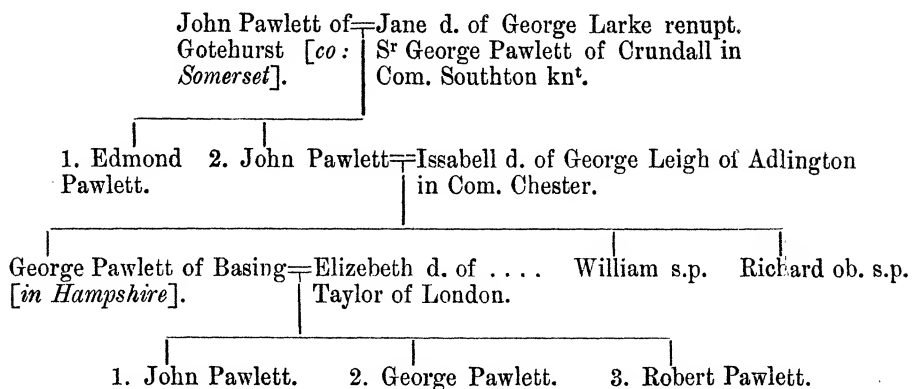 John Pawlett of Jane d. of George Larke renupt.
Gotehurst [co: Sʳ George Pawlett of Crundall in
Somerset]. Com. Southton knᵗ.
1. Edmond 2. John Pawlett Issabell d. of George Leigh of Adlington
Pawlett. in Com. Chester.
George Pawlett of Basing Elizebeth d. of .... William s.p. Richard ob. s.p.
[in Hampshire]. Taylor of London.
1. John Pawlett. 2. George Pawlett. 3. Robert Pawlett.